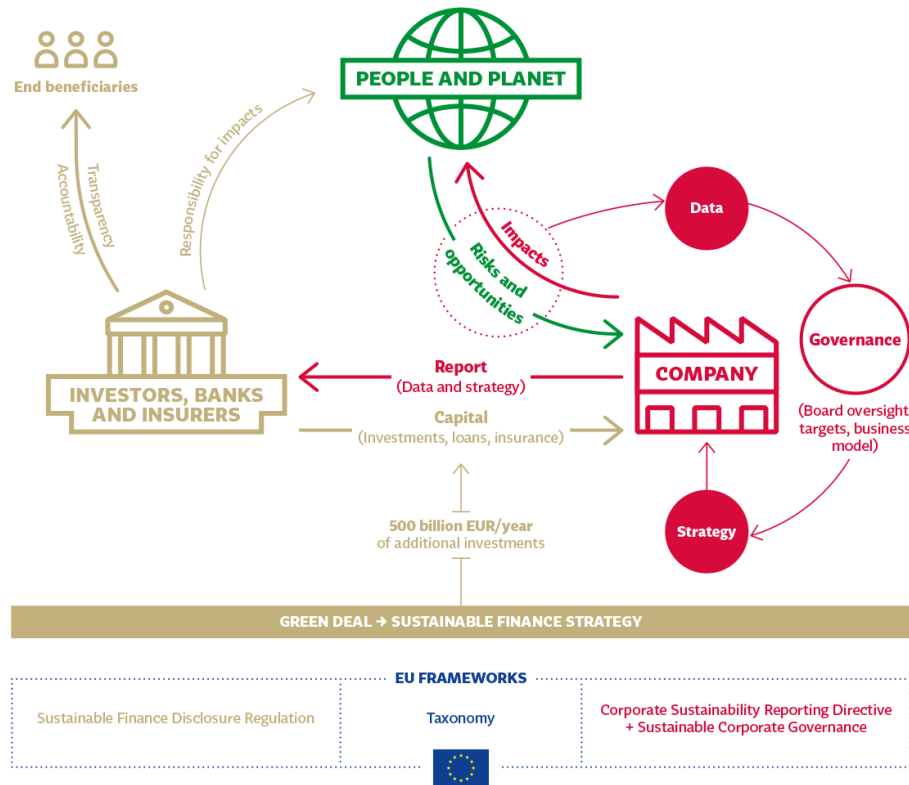 End beneficiaries
PEOPLE AND PLANET
Responsibility for impacts
Transparency
Accountability
Data
Impacts
Risks and
opportunities
Governance
(Board oversight
targets, business
model)
INVESTORS, BANKS
AND INSURERS
Report
(Data and strategy)
COMPANY
Capital
(Investments, loans, insurance)
500 billion EUR/year
of additional investments
Strategy
GREEN DEAL → SUSTAINABLE FINANCE STRATEGY
EU FRAMEWORKS
Sustainable Finance Disclosure Regulation
Taxonomy
Corporate Sustainability Reporting Directive
+ Sustainable Corporate Governance